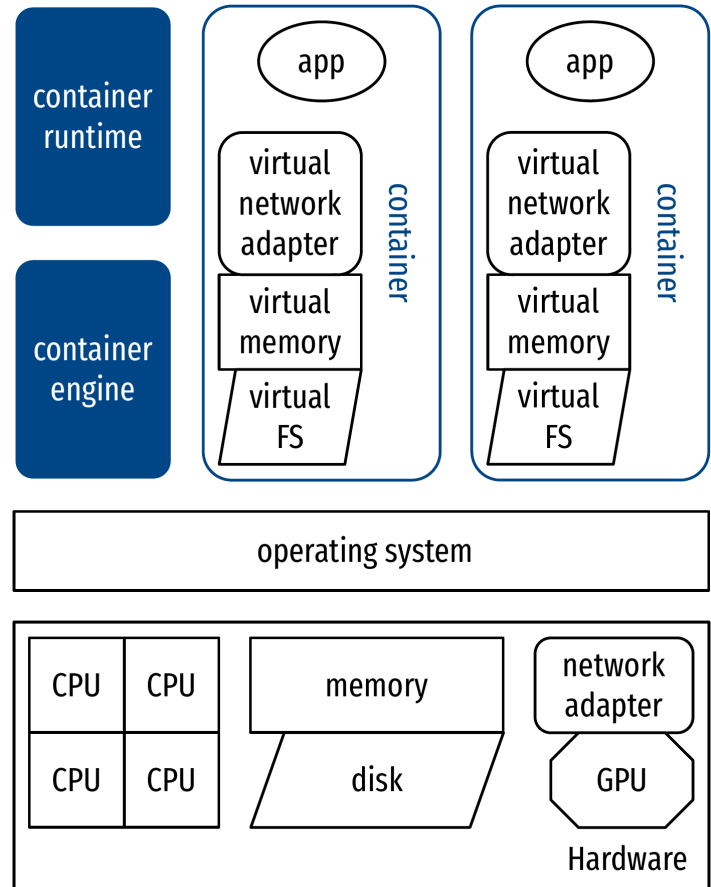 container
runtime
container
engine
app
virtual
network
adapter
virtual
memory
virtual
FS
container
app
virtual
network
adapter
virtual
memory
virtual
FS
container
operating system
CPU
CPU
CPU
CPU
memory
disk
network
adapter
GPU
Hardware